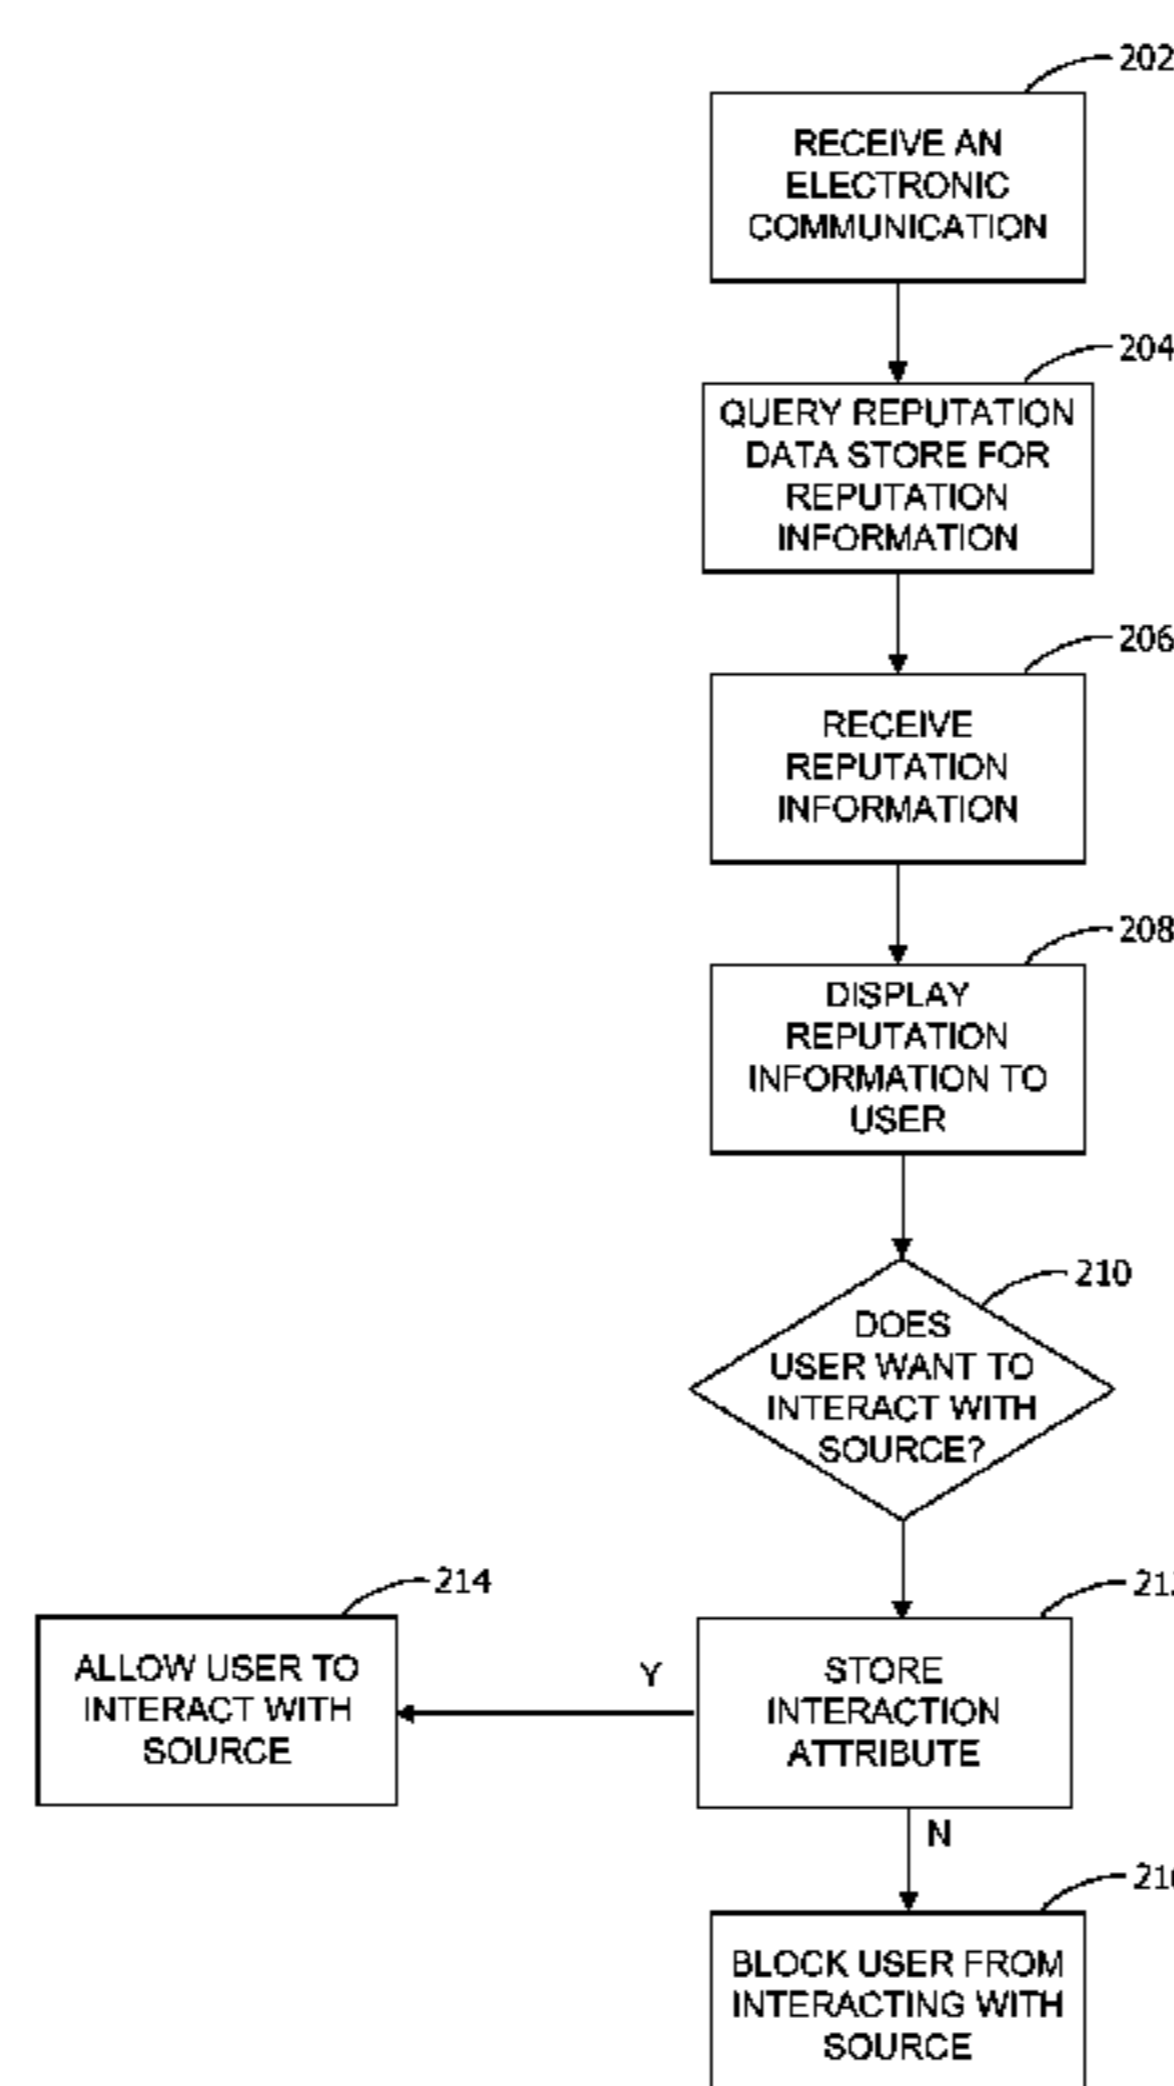 202
RECEIVE AN
ELECTRONIC
COMMUNICATION
204
QUERY REPUTATION
DATA STORE FOR
REPUTATION
INFORMATION
206
RECEIVE
REPUTATION
INFORMATION
208
DISPLAY
REPUTATION
INFORMATION TO
USER
210
DOES
USER WANT TO
INTERACT WITH
SOURCE?
214
ALLOW USER TO
INTERACT WITH
SOURCE
Y
STORE
INTERACTION
ATTRIBUTE
N
BLOCK USER FROM
INTERACTING WITH
SOURCE